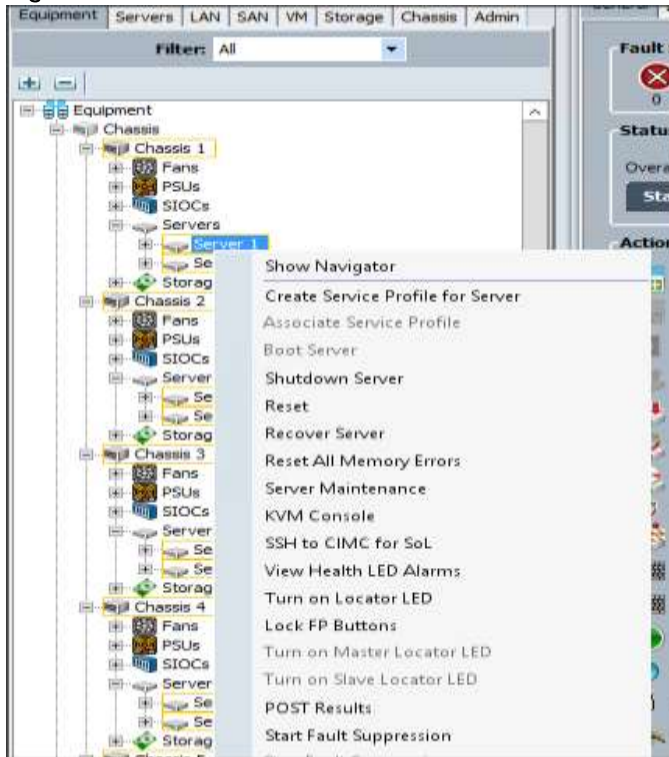 Equipment Servers LAN SAN VM Storage Chassis Admin
Filter: All
Equipment
Chassis
Chassis 1
Fans
PSUs
SIOCs
Servers
Server 1
Se
Storag
Chassis 2
Fans
PSUs
SIOCs
Server
Se
Se
Storag
Chassis 3
Fans
PSUs
SIOCs
Server
Se
Se
Storag
Chassis 4
Fans
PSUs
SIOCs
Server
Se
Se
Storag
Show Navigator
Create Service Profile for Server
Associate Service Profile
Boot Server
Shutdown Server
Reset
Recover Server
Reset All Memory Errors
Server Maintenance
KVM Console
SSH to CIMC for SoL
View Health LED Alarms
Turn on Locator LED
Lock FP Buttons
Turn on Master Locator LED
Turn on Slave Locator LED
POST Results
Start Fault Suppression
Fault
0
Statu
Overa
Sta
Action